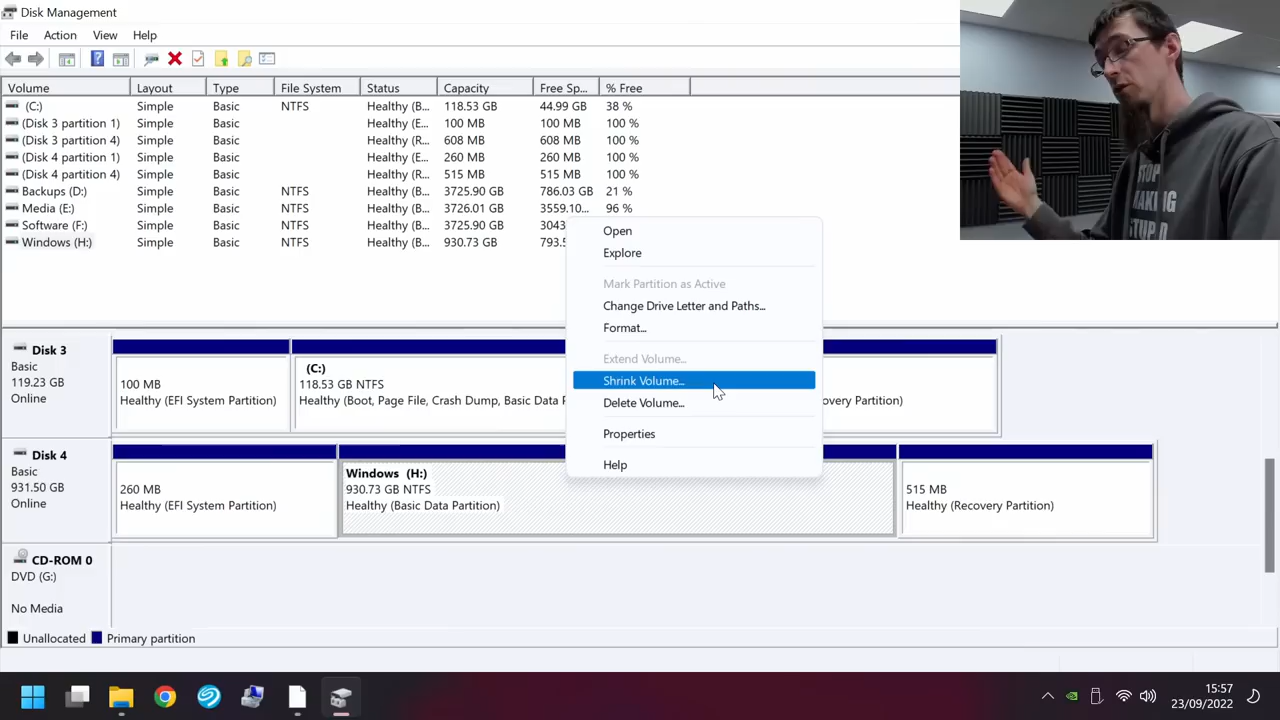 Disk Management
File Action View Help
Volume Layout Type File System Status Capacity Free Sp... % Free
(C:) Simple Basic NTFS Healthy (B... 118.53 GB 44.99 GB 38 %
(Disk 3 partition 1) Simple Basic Healthy (E... 100 MB 100 MB 100 %
(Disk 3 partition 4) Simple Basic Healthy (R... 608 MB 608 MB 100 %
(Disk 4 partition 1) Simple Basic Healthy (E... 260 MB 260 MB 100 %
(Disk 4 partition 4) Simple Basic Healthy (R... 515 MB 515 MB 100 %
Backups (D:) Simple Basic NTFS Healthy (B... 3725.90 GB 786.03 GB 21 %
Media (E:) Simple Basic NTFS Healthy (B... 3726.01 GB 3559.10... 96 %
Software (F:) Simple Basic NTFS Healthy (B... 3725.90 GB 3043
Windows (H:) Simple Basic NTFS Healthy (B... 930.73 GB 793.5
STOP
MAKING
STUP D
Open
Explore
Mark Partition as Active
Change Drive Letter and Paths...
Format...
Extend Volume...
Shrink Volume...
Delete Volume...
Properties
Help
Disk 3
Basic
119.23 GB
Online
100 MB
Healthy (EFI System Partition)
(C:)
118.53 GB NTFS
Healthy (Boot, Page File, Crash Dump, Basic Data P
overy Partition)
Disk 4
Basic
931.50 GB
Online
260 MB
Healthy (EFI System Partition)
Windows (H:)
930.73 GB NTFS
Healthy (Basic Data Partition)
515 MB
Healthy (Recovery Partition)
CD-ROM 0
DVD (G:)
No Media
Unallocated Primary partition
15:57
23/09/2022